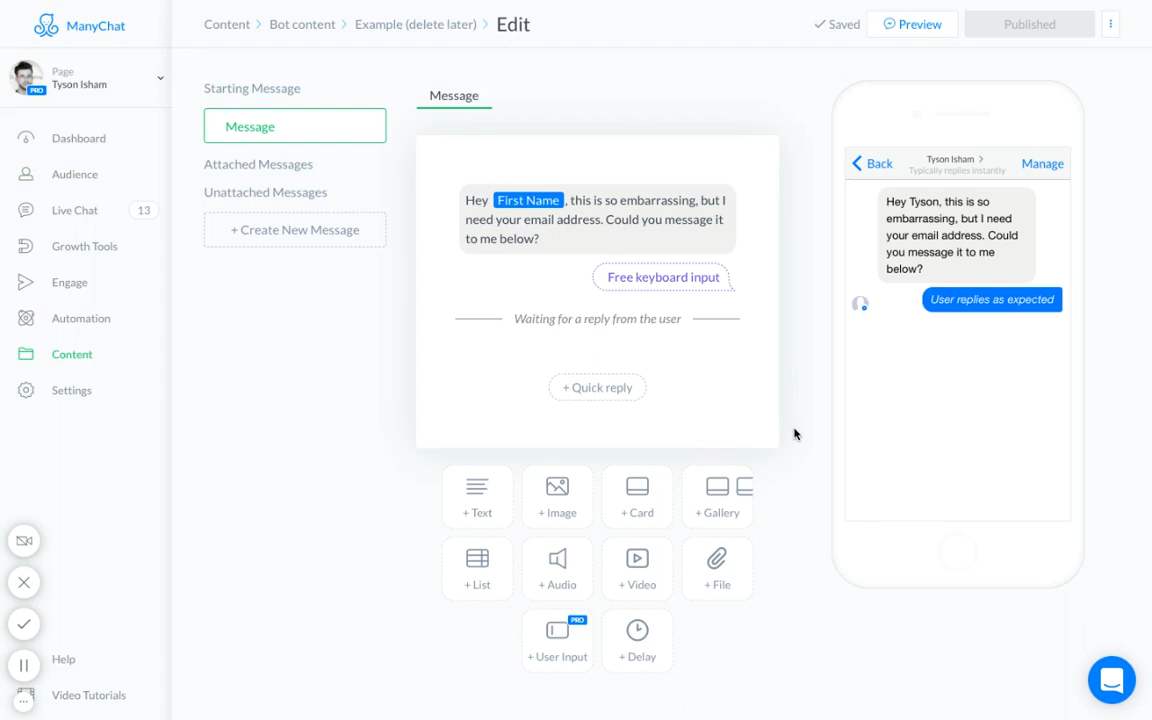 ManyChat
Content > Bot content > Example (delete later) > Edit
Saved
Preview
Published
Page
Tyson Isham
PRO
Dashboard
Audience
Live Chat 13
Growth Tools
Engage
Automation
Content
Settings
Help
Video Tutorials
Starting Message
Message
Attached Messages
Unattached Messages
+ Create New Message
Message
Hey First Name, this is so embarrassing, but I
need your email address. Could you message it
to me below?
Free keyboard input
Waiting for a reply from the user
+ Quick reply
+ Text
+ Image
+ Card
+ Gallery
+ List
+ Audio
+ Video
+ File
PRO
+ User Input
+ Delay
Back
Tyson Isham >
Typically replies instantly
Manage
Hey Tyson, this is so
embarrassing, but I need
your email address. Could
you message it to me
below?
User replies as expected